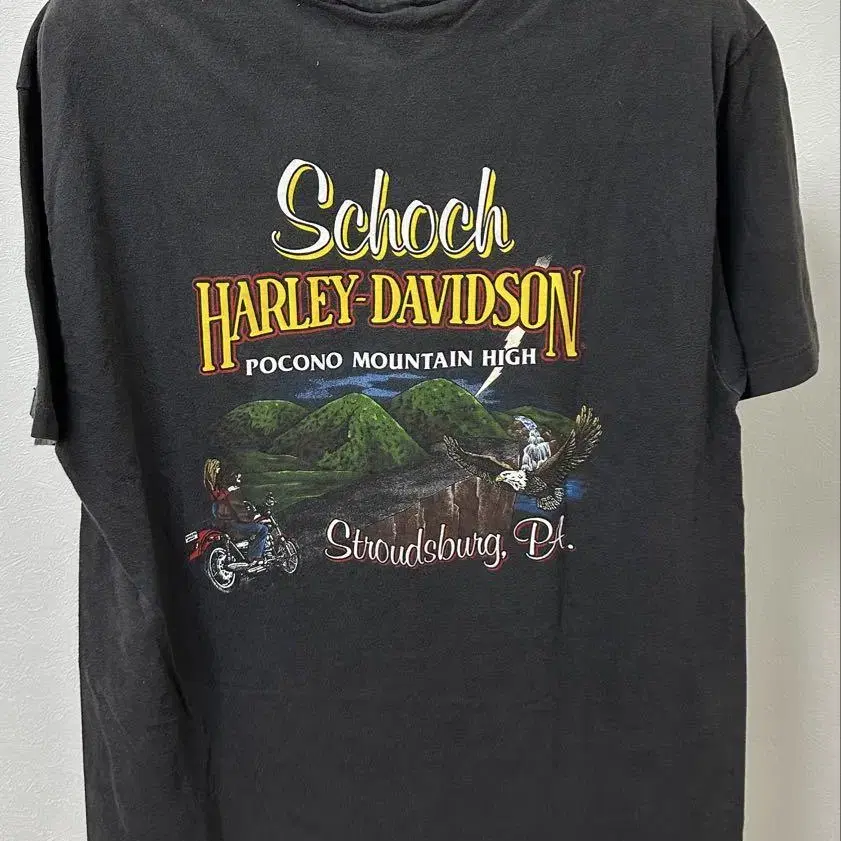 Schoch
HARLEY-DAVIDSON
POCONO MOUNTAIN HIGH
Stroudsburg, PA.